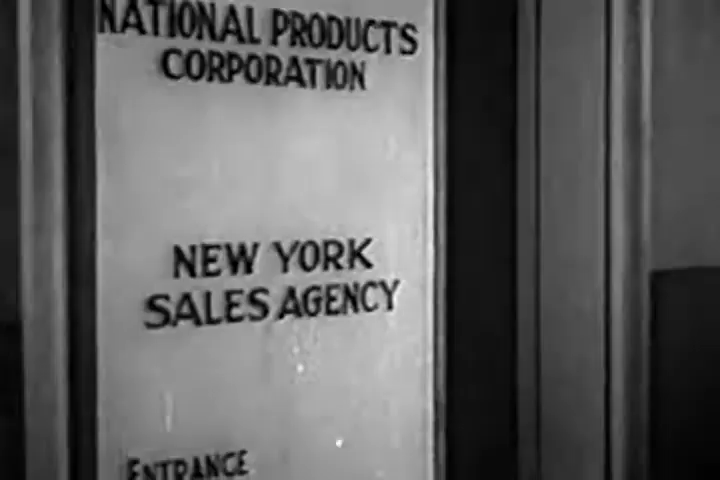 NATIONAL PRODUCTS
CORPORATION
NEW YORK
SALES AGENCY
ENTRANCE